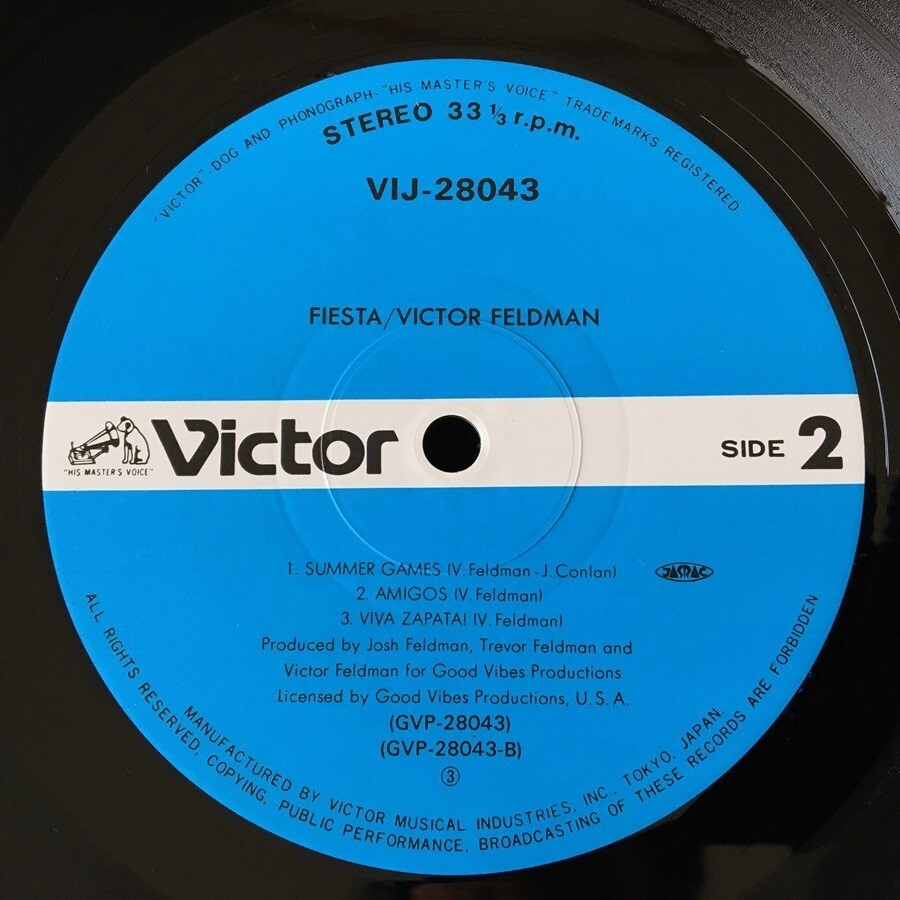 "VICTOR"-DOG AND PHONOGRAPH-"HIS MASTER'S VOICE" TRADEMARKS REGISTERED
STEREO 33 1/3 r.p.m.
VIJ-28043
FIESTA/VICTOR FELDMAN
"HIS MASTER'S VOICE"
Victor
SIDE 2
1. SUMMER GAMES (V. Feldman - J. Conlan)
JASRAC
2. AMIGOS (V. Feldman)
3. VIVA ZAPATA! (V. Feldman)
Produced by Josh Feldman, Trevor Feldman and
Victor Feldman for Good Vibes Productions
Licensed by Good Vibes Productions, U.S.A.
(GVP-28043)
(GVP-28043-B)
③
MANUFACTURED BY VICTOR MUSICAL INDUSTRIES, INC., TOKYO, JAPAN.
ALL RIGHTS RESERVED, COPYING, PUBLIC PERFORMANCE, BROADCASTING OF THESE RECORDS ARE FORBIDDEN